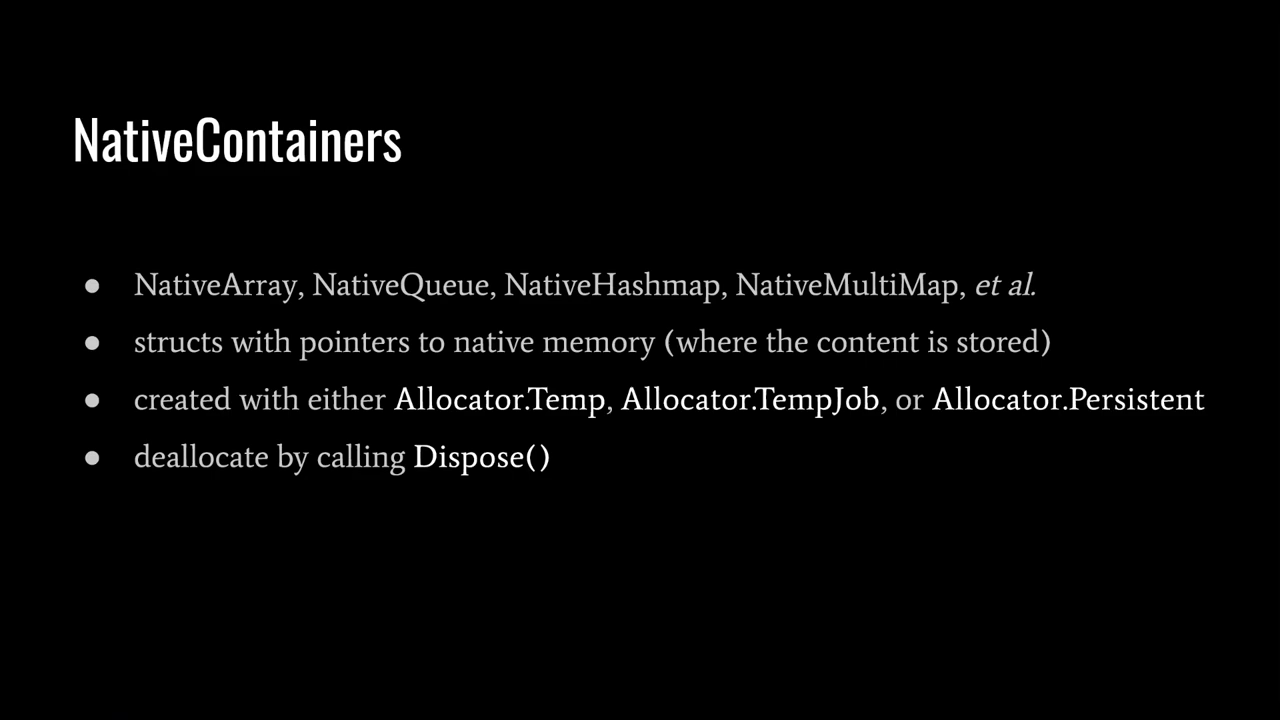 NativeContainers
● NativeArray, NativeQueue, NativeHashmap, NativeMultiMap, et al.
● structs with pointers to native memory (where the content is stored)
● created with either Allocator.Temp, Allocator.TempJob, or Allocator.Persistent
● deallocate by calling Dispose()